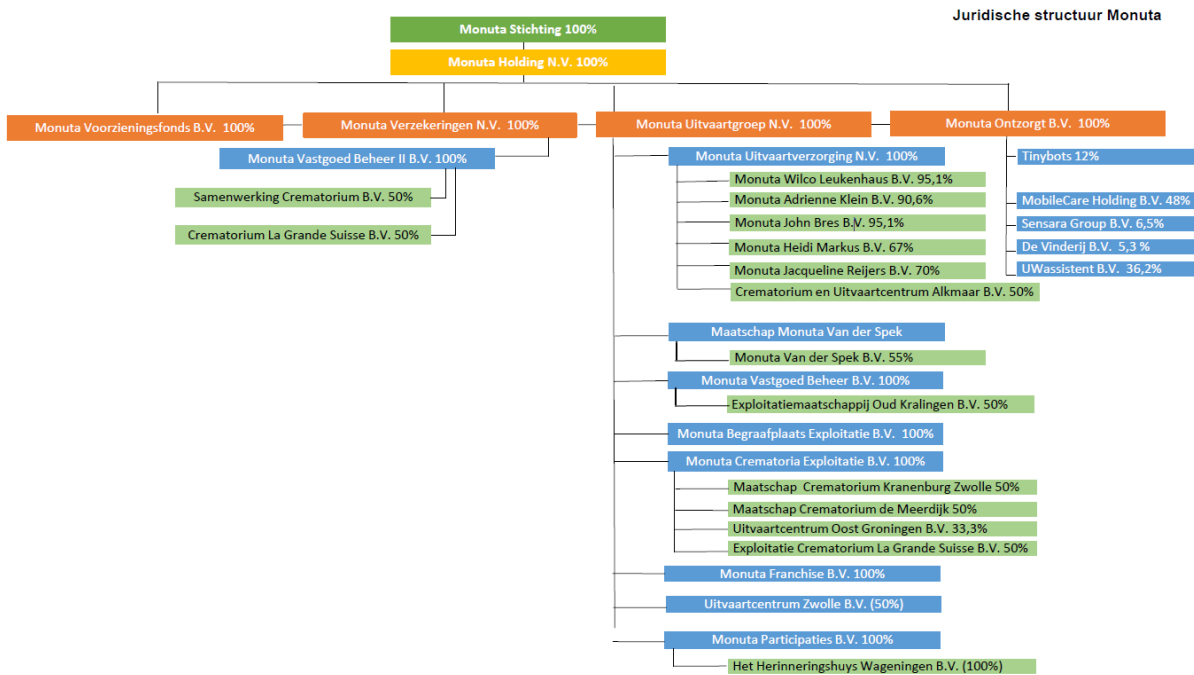 Juridische structuur Monuta
Monuta Stichting 100%
Monuta Holding N.V. 100%
Monuta Voorzieningsfonds B.V. 100%
Monuta Verzekeringen N.V. 100%
Monuta Uitvaartgroep N.V. 100%
Monuta Ontzorgt B.V. 100%
Monuta Vastgoed Beheer II B.V. 100%
Samenwerking Crematorium B.V. 50%
Crematorium La Grande Suisse B.V. 50%
Monuta Uitvaartverzorging N.V. 100%
Monuta Wilco Leukenhaus B.V. 95,1%
Monuta Adrienne Klein B.V. 90,6%
Monuta John Bres B.V. 95,1%
Monuta Heidi Markus B.V. 67%
Monuta Jacqueline Reijers B.V. 70%
Crematorium en Uitvaartcentrum Alkmaar B.V. 50%
Maatschap Monuta Van der Spek
Monuta Van der Spek B.V. 55%
Monuta Vastgoed Beheer B.V. 100%
Exploitatiemaatschappij Oud Kralingen B.V. 50%
Monuta Begraafplaats Exploitatie B.V. 100%
Monuta Crematoria Exploitatie B.V. 100%
Maatschap Crematorium Kranenburg Zwolle 50%
Maatschap Crematorium de Meerdijk 50%
Uitvaartcentrum Oost Groningen B.V. 33,3%
Exploitatie Crematorium La Grande Suisse B.V. 50%
Monuta Franchise B.V. 100%
Uitvaartcentrum Zwolle B.V. (50%)
Monuta Participaties B.V. 100%
Het Herinneringshuys Wageningen B.V. (100%)
Tinybots 12%
MobileCare Holding B.V. 48%
Sensara Group B.V. 6,5%
De Vinderij B.V. 5,3 %
UWassistent B.V. 36,2%